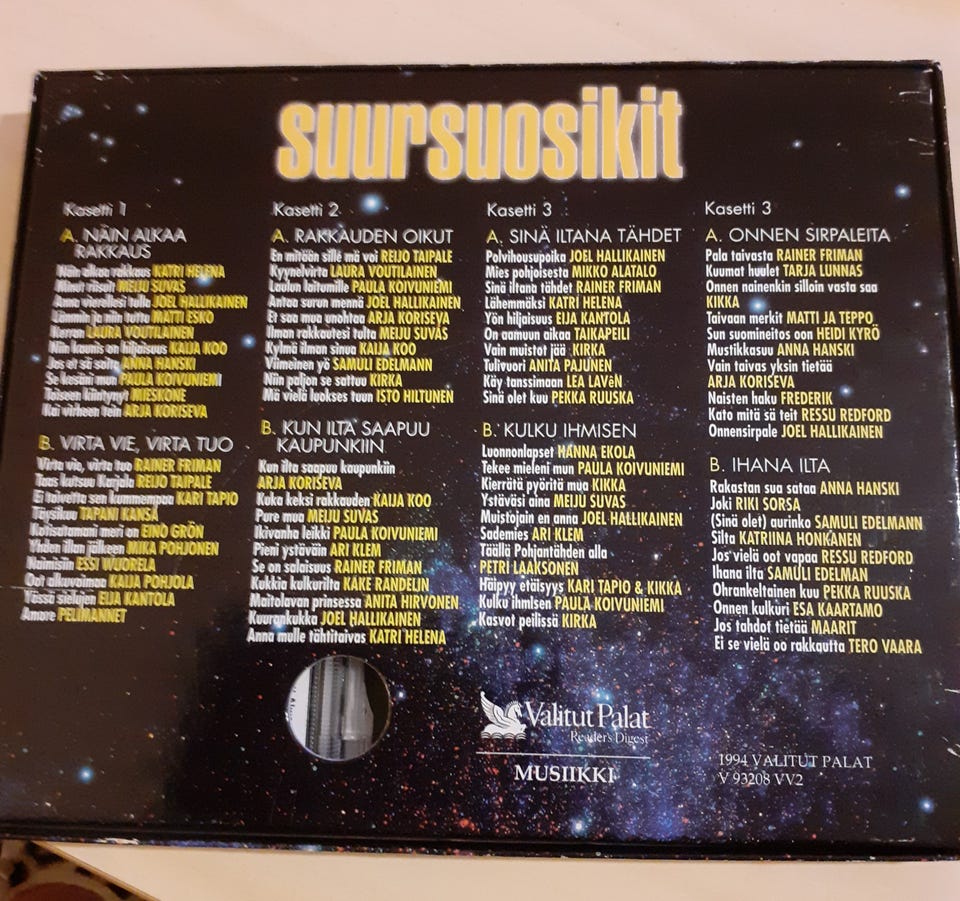 suursuosikit
Kasetti 1
A. NÄIN ALKAA
RAKKAUS
Näin alkaa rakkaus KATRI HELENA
Minut riisuit MEIJU SUVAS
Anna vierellesi tulla JOEL HALLIKAINEN
Lämmin ja niin tuttu MATTI ESKO
Kerran LAURA VOUTILAINEN
Niin kaunis on hiljaisuus KAIJA KOO
Jos et sä soita ANNA HANSKI
Se kesäni mun PAULA KOIVUNIEMI
Toiseen kiintynyt MIESKONE
Kai virheen tein ARJA KORISEVA
B. VIRTA VIE, VIRTA TUO
Virta vie, virta tuo RAINER FRIMAN
Taas kutsuu Karjala REIJO TAIPALE
Ei taivetta sen kummempaa KARI TAPIO
Täysikuu TAPANI KANSA
Kotisatamani meri on EINO GRÖN
Yhden illan jälkeen MIKA POHJONEN
Naimisiin ESSI WUORELA
Oot alkuvoimaa KAIJA POHJOLA
Yössä sielujen EIJA KANTOLA
Amore PELIMANNET
Kasetti 2
A. RAKKAUDEN OIKUT
En mitään sille mä voi REIJO TAIPALE
Kyynelvirta LAURA VOUTILAINEN
Laulun laitumille PAULA KOIVUNIEMI
Antaa surun mennä JOEL HALLIKAINEN
Et saa mua unohtaa ARJA KORISEVA
Ilman rakkautesi tulta MEIJU SUVAS
Kylmä ilman sinua KAIJA KOO
Viimeinen yö SAMULI EDELMANN
Niin paljon se sattuu KIRKA
Mä vielä luokses tuun ISTO HILTUNEN
B. KUN ILTA SAAPUU
KAUPUNKIIN
Kun ilta saapuu kaupunkiin
ARJA KORISEVA
Kuka keksi rakkauden KAIJA KOO
Pure mua MEIJU SUVAS
Ikivanha leikki PAULA KOIVUNIEMI
Pieni ystäväin ARI KLEM
Se on salaisuus RAINER FRIMAN
Kukkia kulkurilta KAKE RANDELIN
Maitolavan prinsessa ANITA HIRVONEN
Kuurankukka JOEL HALLIKAINEN
Anna mulle tähtitaivas KATRI HELENA
Kasetti 3
A. SINÄ ILTANA TÄHDET
Polvihousupoika JOEL HALLIKAINEN
Mies pohjoisesta MIKKO ALATALO
Sinä iltana tähdet RAINER FRIMAN
Lähemmäksi KATRI HELENA
Yön hiljaisuus EIJA KANTOLA
On aamuun aikaa TAIKAPEILI
Vain muistot jää KIRKA
Tulivuori ANITA PAJUNEN
Käy tanssimaan LEA LAVèN
Sinä olet kuu PEKKA RUUSKA
B. KULKU IHMISEN
Luonnonlapset HANNA EKOLA
Tekee mieleni mun PAULA KOIVUNIEMI
Kierrätä pyöritä mua KIKKA
Ystäväsi aina MEIJU SUVAS
Muistojain en anna JOEL HALLIKAINEN
Sademies ARI KLEM
Täällä Pohjantähden alla
PETRI LAAKSONEN
Häipyy etäisyys KARI TAPIO & KIKKA
Kulku ihmisen PAULA KOIVUNIEMI
Kasvot peilissä KIRKA
Kasetti 3
A. ONNEN SIRPALEITA
Pala taivasta RAINER FRIMAN
Kuumat huulet TARJA LUNNAS
Onnen nainenkin silloin vasta saa
KIKKA
Taivaan merkit MATTI JA TEPPO
Sun suomineitos oon HEIDI KYRÖ
Mustikkasuu ANNA HANSKI
Vain taivas yksin tietää
ARJA KORISEVA
Naisten haku FREDERIK
Kato mitä sä teit RESSU REDFORD
Onnensirpale JOEL HALLIKAINEN
B. IHANA ILTA
Rakastan sua sataa ANNA HANSKI
Joki RIKI SORSA
(Sinä olet) aurinko SAMULI EDELMANN
Silta KATRIINA HONKANEN
Jos vielä oot vapaa RESSU REDFORD
Ihana ilta SAMULI EDELMAN
Ohrankeltainen kuu PEKKA RUUSKA
Onnen kulkuri ESA KAARTAMO
Jos tahdot tietää MAARIT
Ei se vielä oo rakkautta TERO VAARA
Valitut Palat
Reader's Digest
MUSIIKKI
1994 VALITUT PALAT
V 93208 VV2